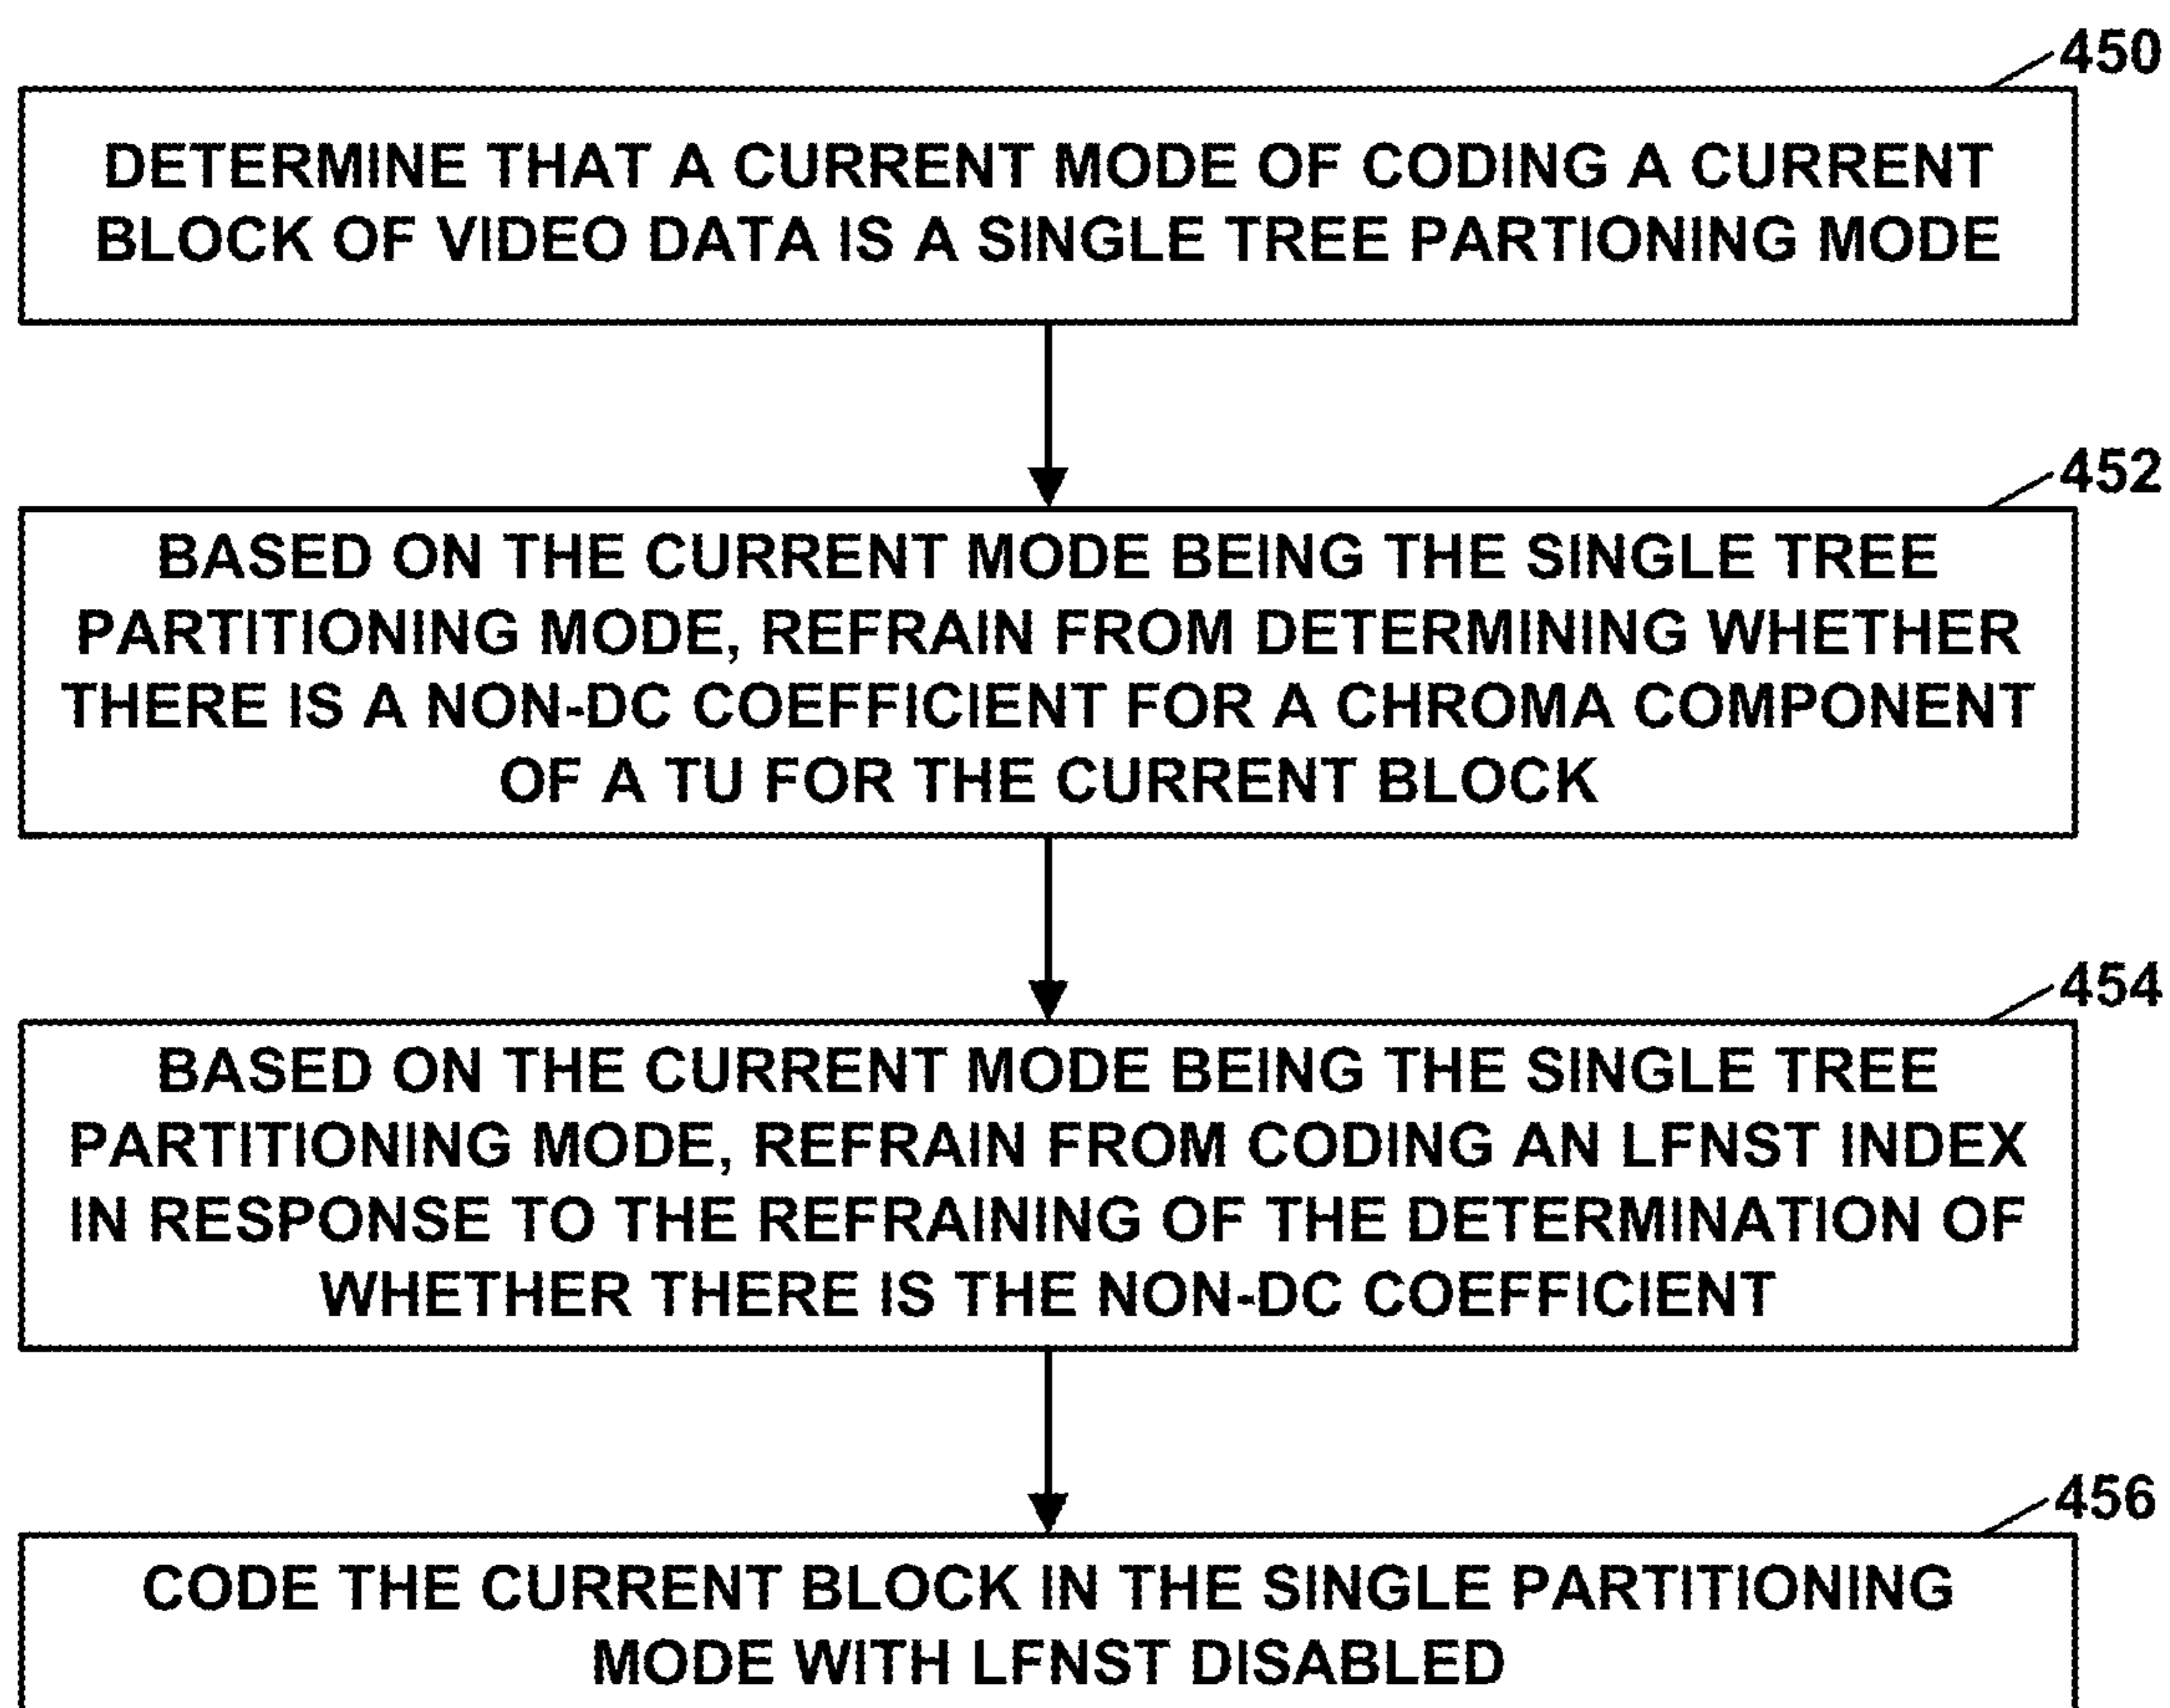 450
DETERMINE THAT A CURRENT MODE OF CODING A CURRENT
BLOCK OF VIDEO DATA IS A SINGLE TREE PARTIONING MODE
452
BASED ON THE CURRENT MODE BEING THE SINGLE TREE
PARTITIONING MODE, REFRAIN FROM DETERMINING WHETHER
THERE IS A NON-DC COEFFICIENT FOR A CHROMA COMPONENT
OF A TU FOR THE CURRENT BLOCK
454
BASED ON THE CURRENT MODE BEING THE SINGLE TREE
PARTITIONING MODE, REFRAIN FROM CODING AN LFNST INDEX
IN RESPONSE TO THE REFRAINING OF THE DETERMINATION OF
WHETHER THERE IS THE NON-DC COEFFICIENT
456
CODE THE CURRENT BLOCK IN THE SINGLE PARTITIONING
MODE WITH LFNST DISABLED